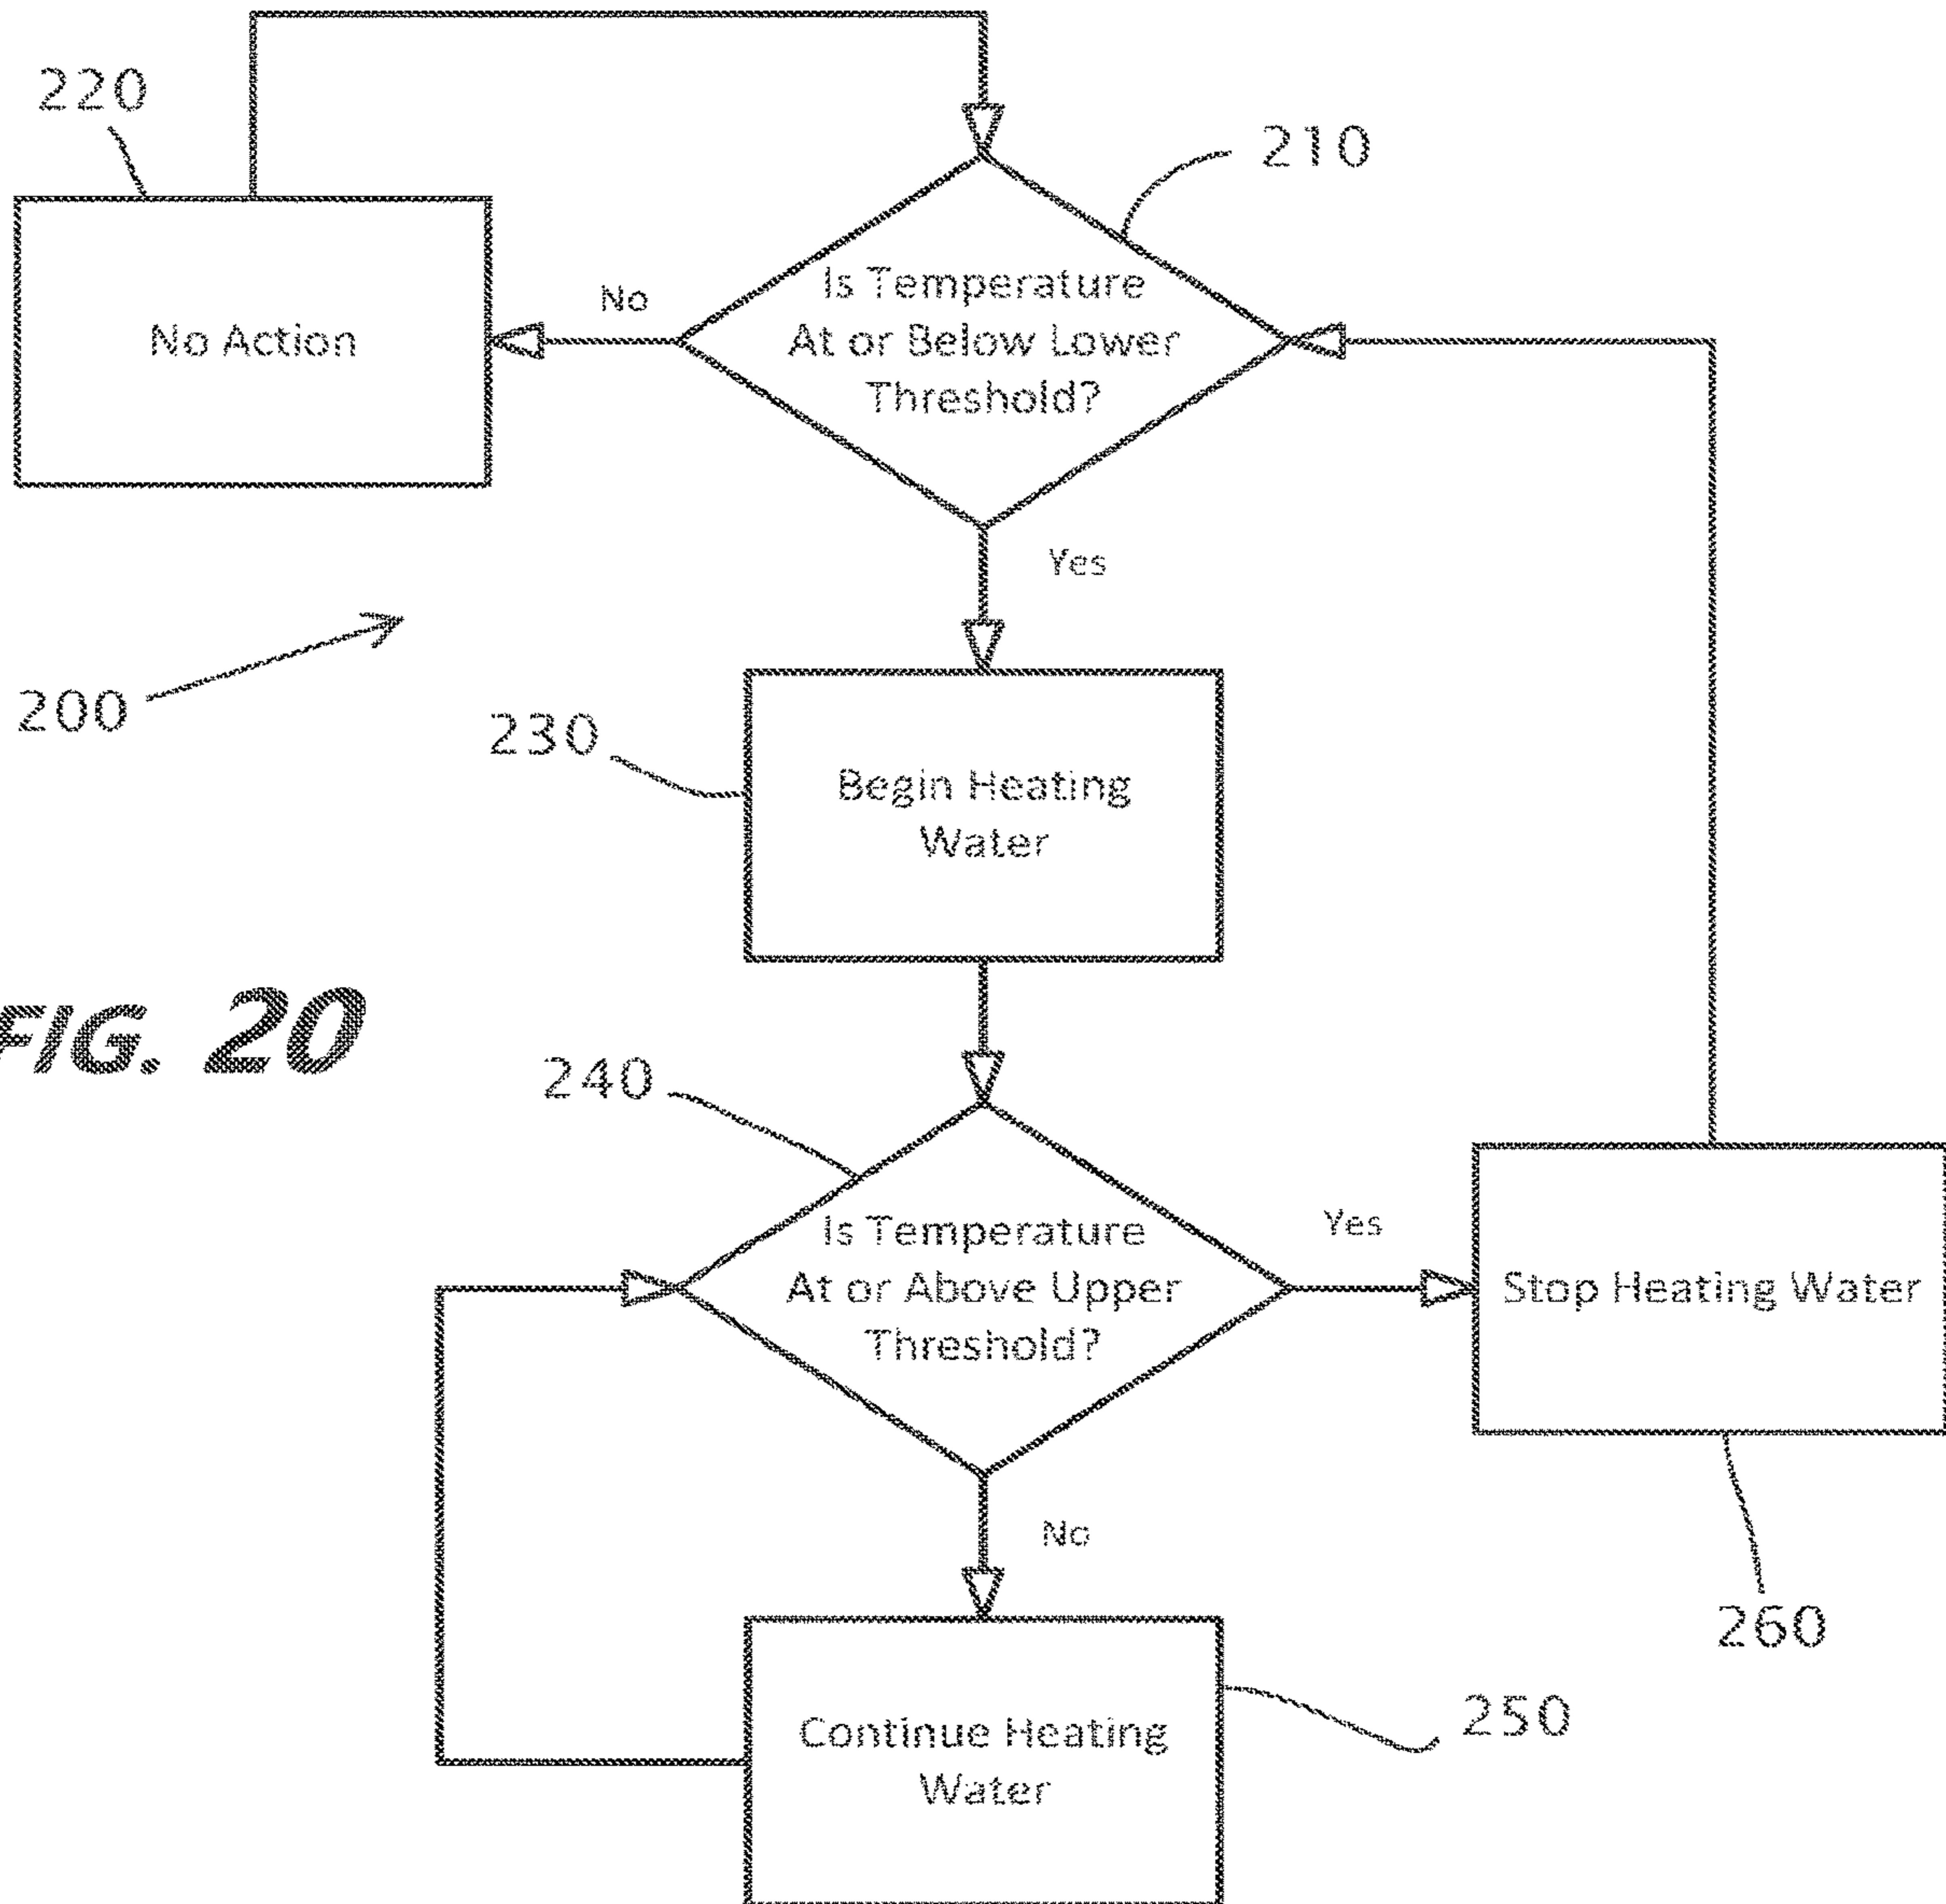 220
210
Is Temperature
At or Below Lower
Threshold?
No
No Action
Yes
200
230
Begin Heating
Water
FIG. 20
240
Is Temperature
At or Above Upper
Threshold?
Yes
Stop Heating Water
No
260
250
Continue Heating
Water